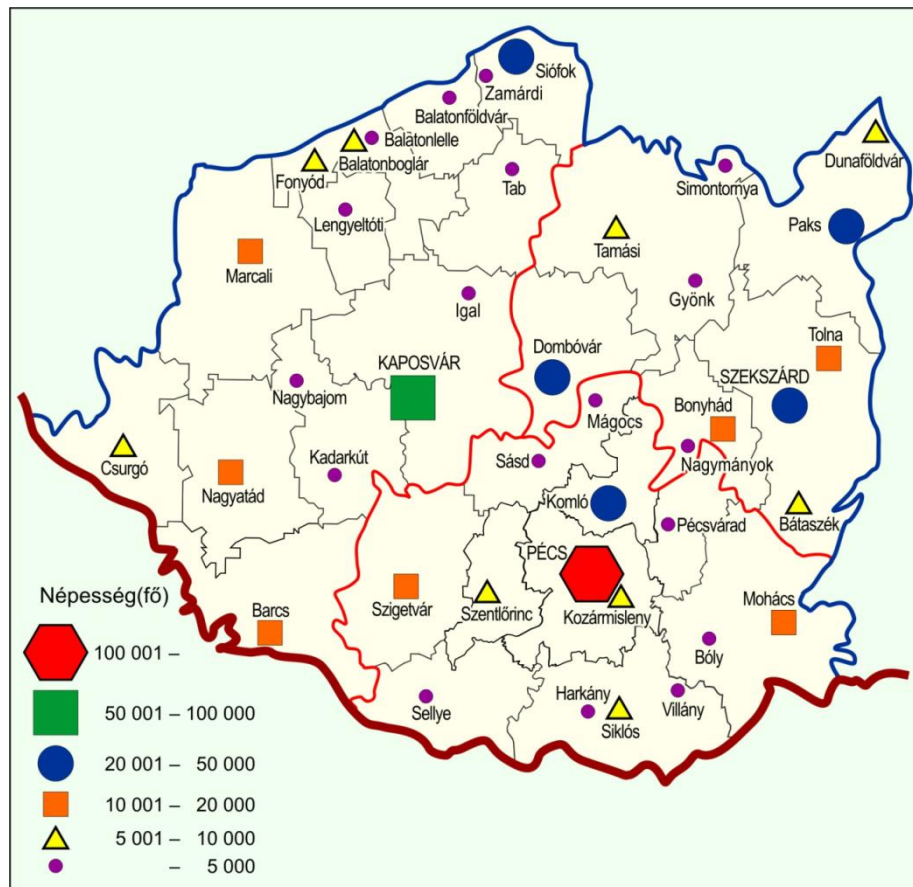 Siófok
Zamárdi
Balatonföldvár
Balatonlelle
Balatonboglár
Fonyód
Lengyeltóti
Tab
Simontornya
Dunaföldvár
Paks
Tamási
Marcali
Gyönk
Igal
Tolna
Dombóvár
KAPOSVÁR
SZEKSZÁRD
Nagybajom
Mágocs
Bonyhád
Csurgó
Nagyatád
Kadarkút
Sásd
Nagymányok
Komló
Pécsvárad
Bátaszék
PÉCS
Szigetvár
Szentlőrinc
Kozármisleny
Mohács
Barcs
Bóly
Sellye
Harkány
Siklós
Villány
Népesség(fő)
100 001 –
50 001 – 100 000
20 001 – 50 000
10 001 – 20 000
5 001 – 10 000
– 5 000